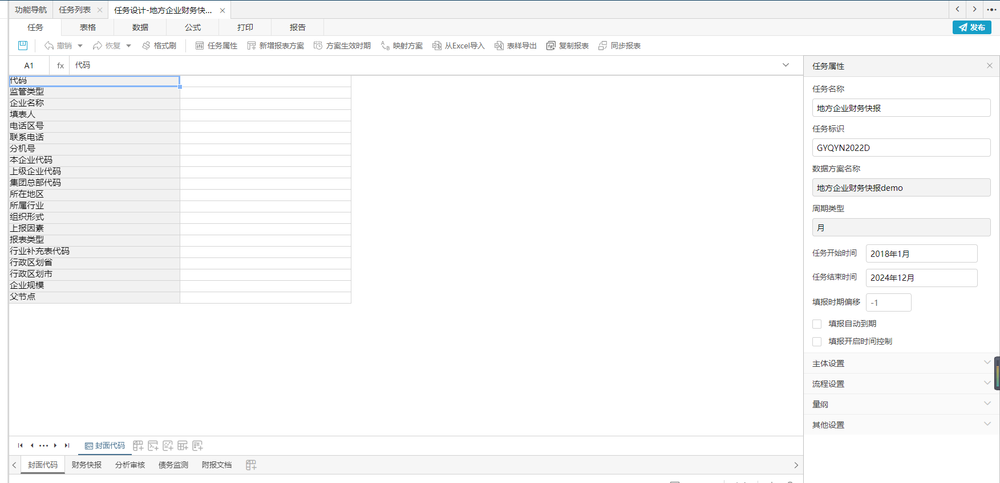 功能导航 任务列表 任务设计-地方企业财务快...
任务 表格 数据 公式 打印 报告 发布
撤销 恢复 格式刷 任务属性 新增报表方案 方案生效时期 映射方案 从Excel导入 表样导出 复制报表 同步报表
A1 fx 代码
代码
监管类型
企业名称
填表人
电话区号
联系电话
分机号
本企业代码
上级企业代码
集团总部代码
所在地区
所属行业
组织形式
上报因素
报表类型
行业补充表代码
行政区划省
行政区划市
企业规模
父节点
封面代码
封面代码 财务快报 分析审核 债务监测 附报文档
任务属性
任务名称
地方企业财务快报
任务标识
GYQYN2022D
数据方案名称
地方企业财务快报demo
周期类型
月
任务开始时间 2018年1月
任务结束时间 2024年12月
填报时期偏移 -1
填报自动到期
填报开启时间控制
主体设置
流程设置
量纲
其他设置